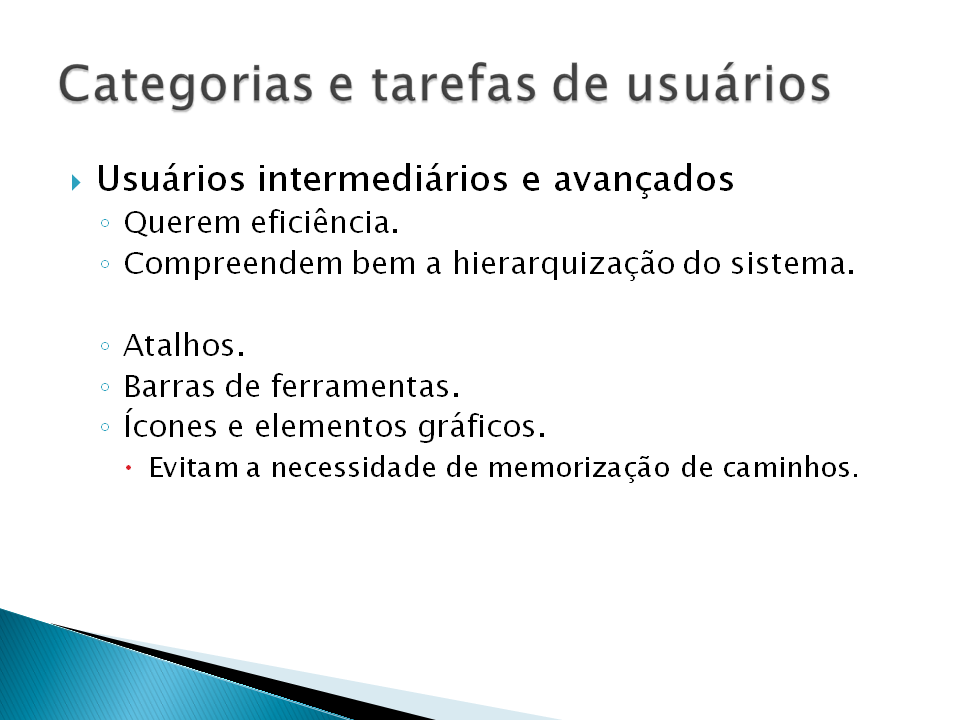 Categorias e tarefas de usuários
Usuários intermediários e avançados
Querem eficiência.
Compreendem bem a hierarquização do sistema.
Atalhos.
Barras de ferramentas.
Ícones e elementos gráficos.
Evitam a necessidade de memorização de caminhos.